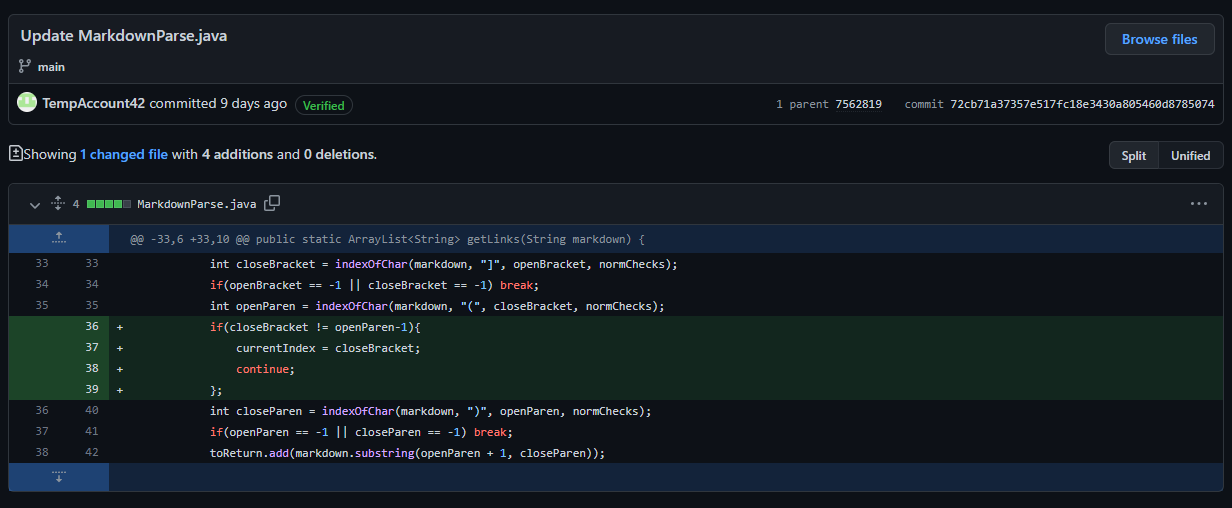 Update MarkdownParse.java
Browse files
main
TempAccount42 committed 9 days ago Verified
1 parent 7562819 commit 72cb71a37357e517fc18e3430a805460d8785074
Showing 1 changed file with 4 additions and 0 deletions.
Split Unified
4 MarkdownParse.java
@@ -33,6 +33,10 @@ public static ArrayList<String> getLinks(String markdown) {
33 33 int closeBracket = indexOfChar(markdown, "]", openBracket, normChecks);
34 34 if(openBracket == -1 || closeBracket == -1) break;
35 35 int openParen = indexOfChar(markdown, "(", closeBracket, normChecks);
36 + if(closeBracket != openParen-1){
37 + currentIndex = closeBracket;
38 + continue;
39 + };
36 40 int closeParen = indexOfChar(markdown, ")", openParen, normChecks);
37 41 if(openParen == -1 || closeParen == -1) break;
38 42 toReturn.add(markdown.substring(openParen + 1, closeParen));